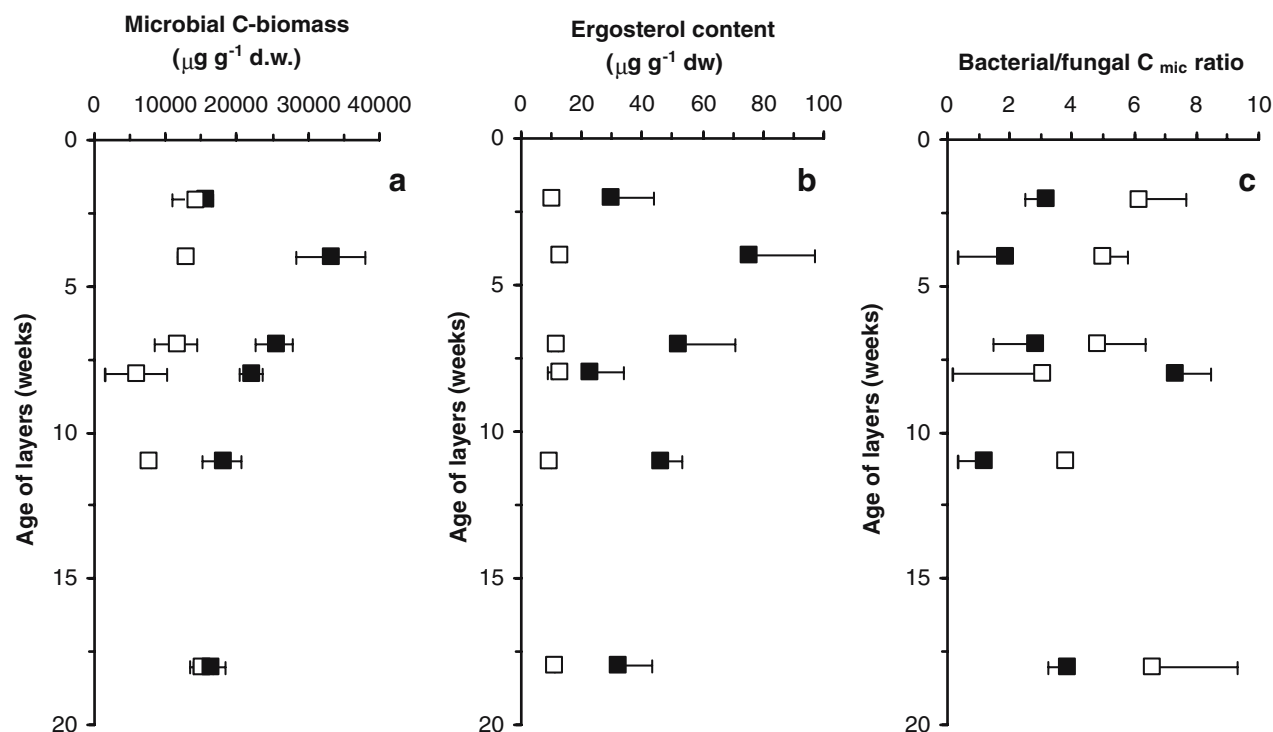 Microbial C-biomass
(μg g-1 d.w.)
0 10000 20000 30000 40000
0
5
10
15
20
Age of layers (weeks)
a
Ergosterol content
(μg g-1 dw)
0 20 40 60 80 100
0
5
10
15
20
Age of layers (weeks)
b
Bacterial/fungal C mic ratio
0 2 4 6 8 10
0
5
10
15
20
Age of layers (weeks)
c